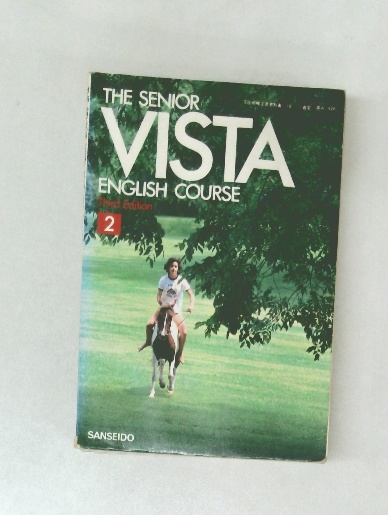 THE SENIOR
VISTA
ENGLISH COURSE
Third Edition
2
SANSEIDO